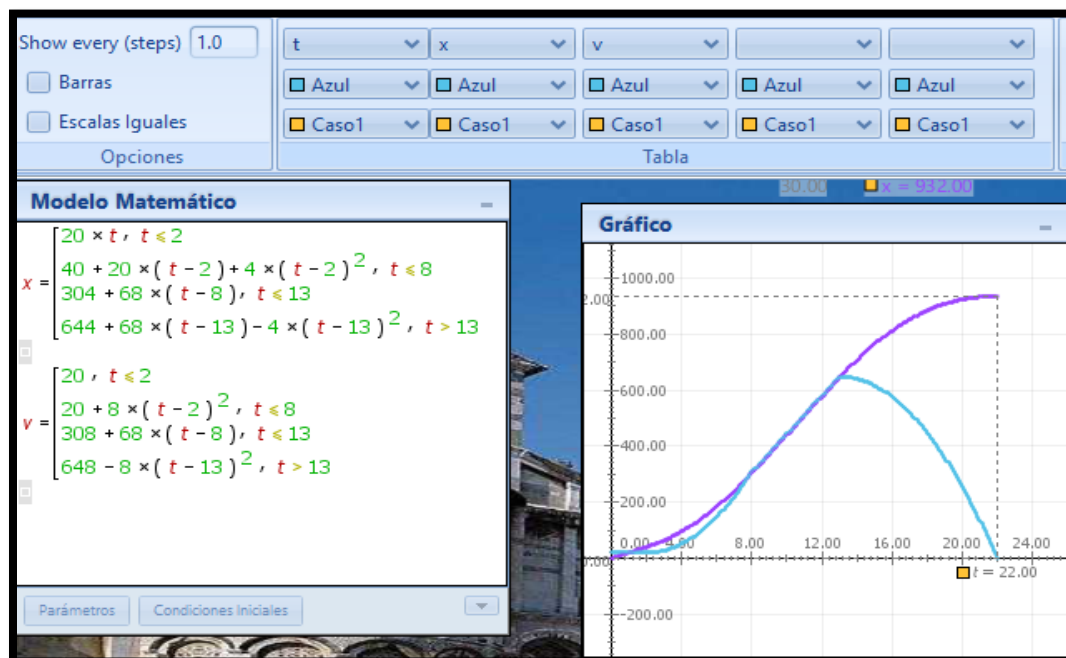 Show every (steps) 1.0
Barras
Escalas Iguales
Opciones
t x v
Azul Azul Azul Azul Azul
Caso1 Caso1 Caso1 Caso1 Caso1
Tabla
30.00 x = 932.00
Modelo Matemático
x = [ 20 × t , t ≤ 2
40 + 20 × ( t − 2 ) + 4 × ( t − 2 )² , t ≤ 8
304 + 68 × ( t − 8 ) , t ≤ 13
644 + 68 × ( t − 13 ) − 4 × ( t − 13 )² , t > 13
v = [ 20 , t ≤ 2
20 + 8 × ( t − 2 )² , t ≤ 8
308 + 68 × ( t − 8 ) , t ≤ 13
648 − 8 × ( t − 13 )² , t > 13
Parámetros Condiciones Iniciales
Gráfico
1000.00
2.00
800.00
600.00
400.00
200.00
0.00 4.00 8.00 12.00 16.00 20.00 24.00
t = 22.00
-200.00